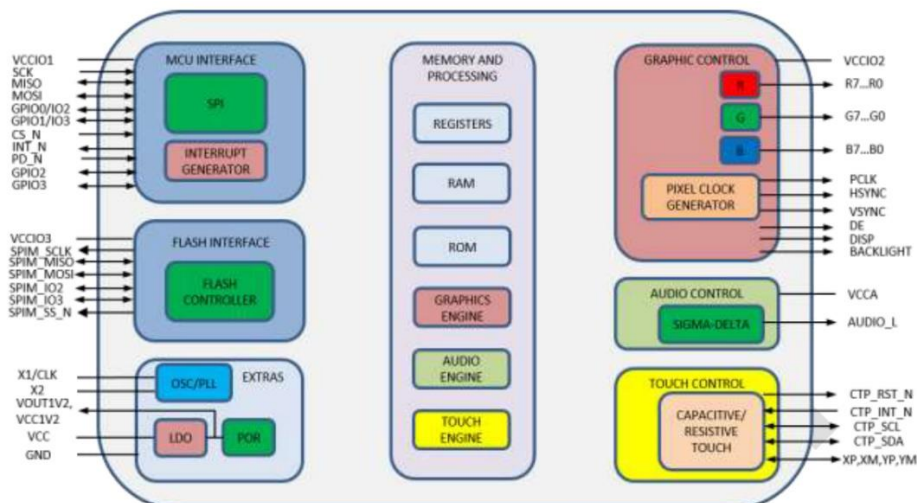 VCCIO1
SCK
MISO
MOSI
GPIO0/IO2
GPIO1/IO3
CS_N
INT_N
PD_N
GPIO2
GPIO3
MCU INTERFACE
SPI
INTERRUPT
GENERATOR
VCCIO3
SPIM_SCLK
SPIM_MISO
SPIM_MOSI
SPIM_IO2
SPIM_IO3
SPIM_SS_N
FLASH INTERFACE
FLASH
CONTROLLER
X1/CLK
X2
VOUT1V2,
VCC1V2
VCC
GND
OSC/PLL
EXTRAS
LDO
POR
MEMORY AND
PROCESSING
REGISTERS
RAM
ROM
GRAPHICS
ENGINE
AUDIO
ENGINE
TOUCH
ENGINE
GRAPHIC CONTROL
R
G
B
PIXEL CLOCK
GENERATOR
VCCIO2
R7...R0
G7...G0
B7...B0
PCLK
HSYNC
VSYNC
DE
DISP
BACKLIGHT
AUDIO CONTROL
SIGMA-DELTA
VCCA
AUDIO_L
TOUCH CONTROL
CAPACITIVE/
RESISTIVE
TOUCH
CTP_RST_N
CTP_INT_N
CTP_SCL
CTP_SDA
XP,XM,YP,YM